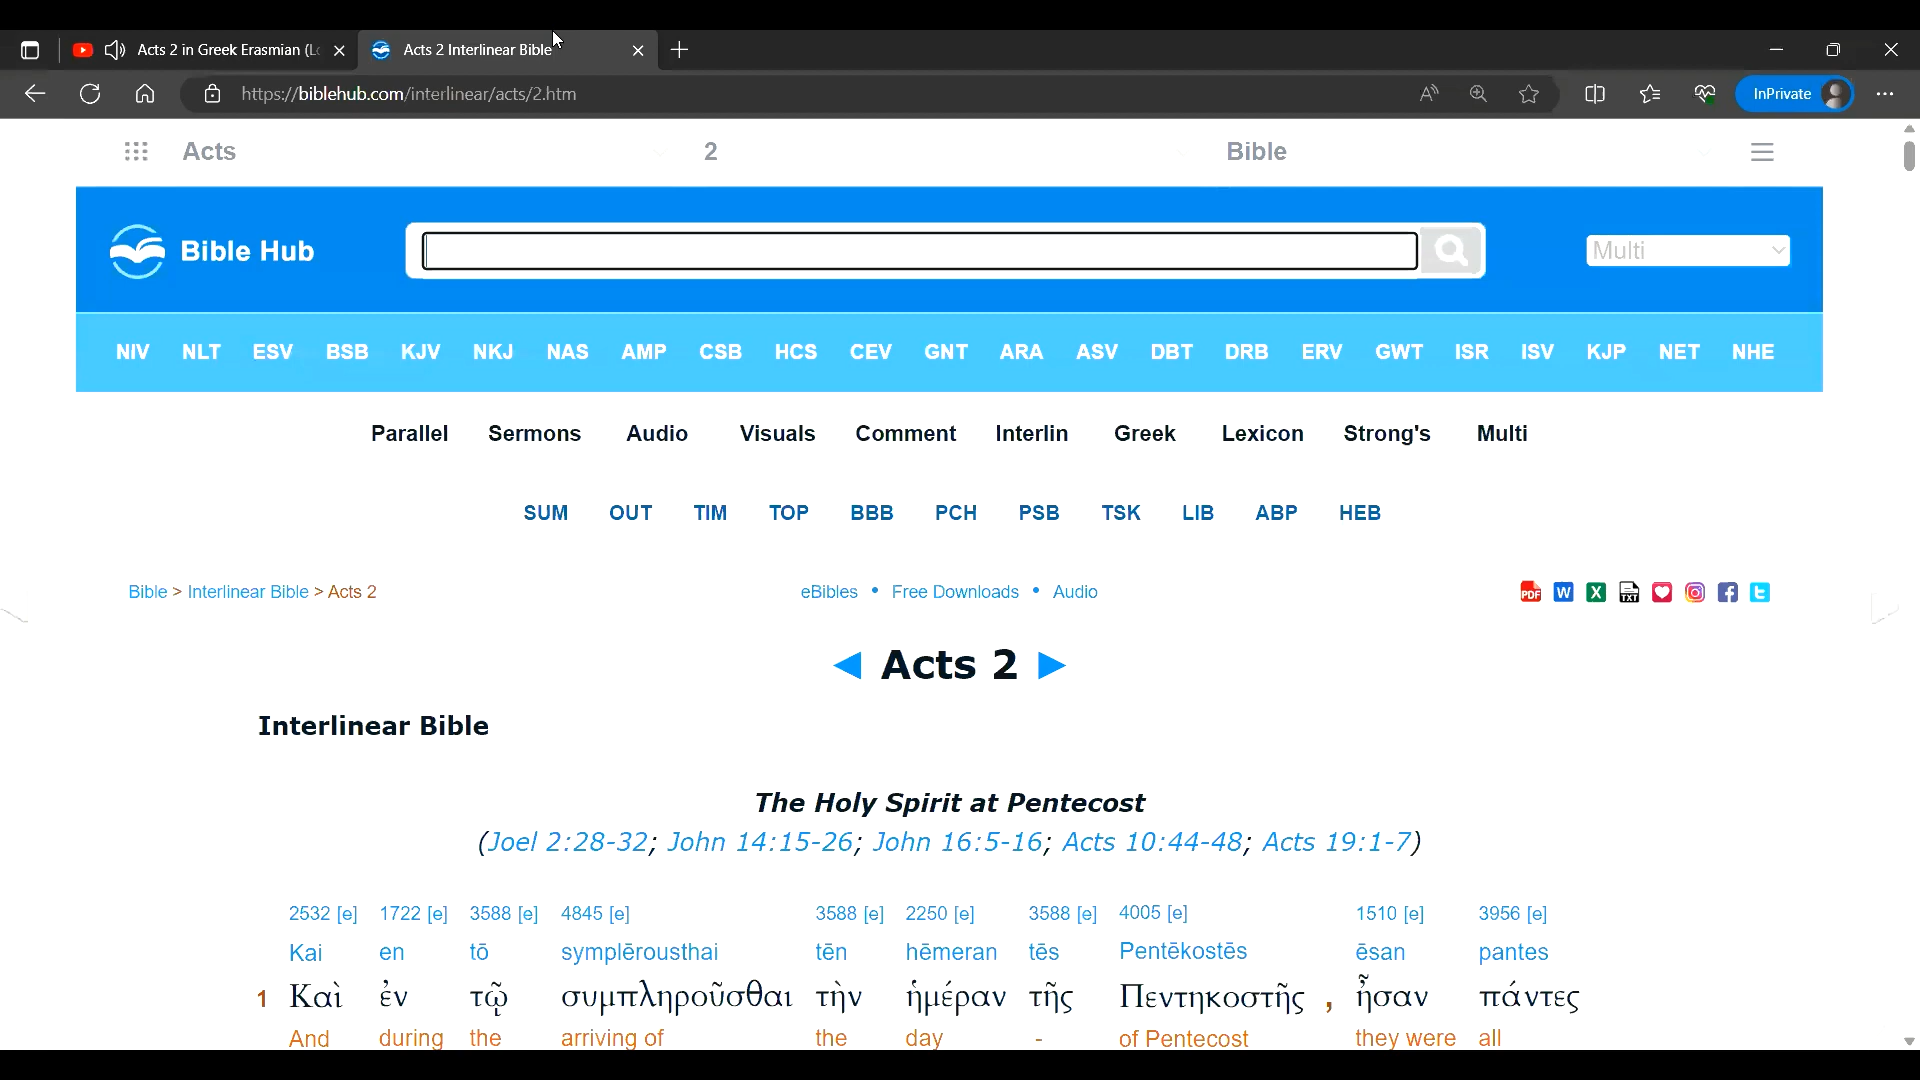 Acts 2 in Greek Erasmian (
Acts 2 Interlinear Bible
https://biblehub.com/interlinear/acts/2.htm
InPrivate
Acts 2 Bible
Bible Hub
Multi
NIV NLT ESV BSB KJV NKJ NAS AMP CSB HCS CEV GNT ARA ASV DBT DRB ERV GWT ISR ISV KJP NET NHE
Parallel Sermons Audio Visuals Comment Interlin Greek Lexicon Strong's Multi
SUM OUT TIM TOP BBB PCH PSB TSK LIB ABP HEB
Bible > Interlinear Bible > Acts 2
eBibles • Free Downloads • Audio
PDF W X TXT
◄ Acts 2 ►
Interlinear Bible
The Holy Spirit at Pentecost
(Joel 2:28-32; John 14:15-26; John 16:5-16; Acts 10:44-48; Acts 19:1-7)
2532 [e] 1722 [e] 3588 [e] 4845 [e] 3588 [e] 2250 [e] 3588 [e] 4005 [e] 1510 [e] 3956 [e]
Kai en tō symplērousthai tēn hēmeran tēs Pentēkostēs ēsan pantes
1 Καὶ ἐν τῷ συμπληροῦσθαι τὴν ἡμέραν τῆς Πεντηκοστῆς , ἦσαν πάντες
And during the arriving of the day - of Pentecost they were all